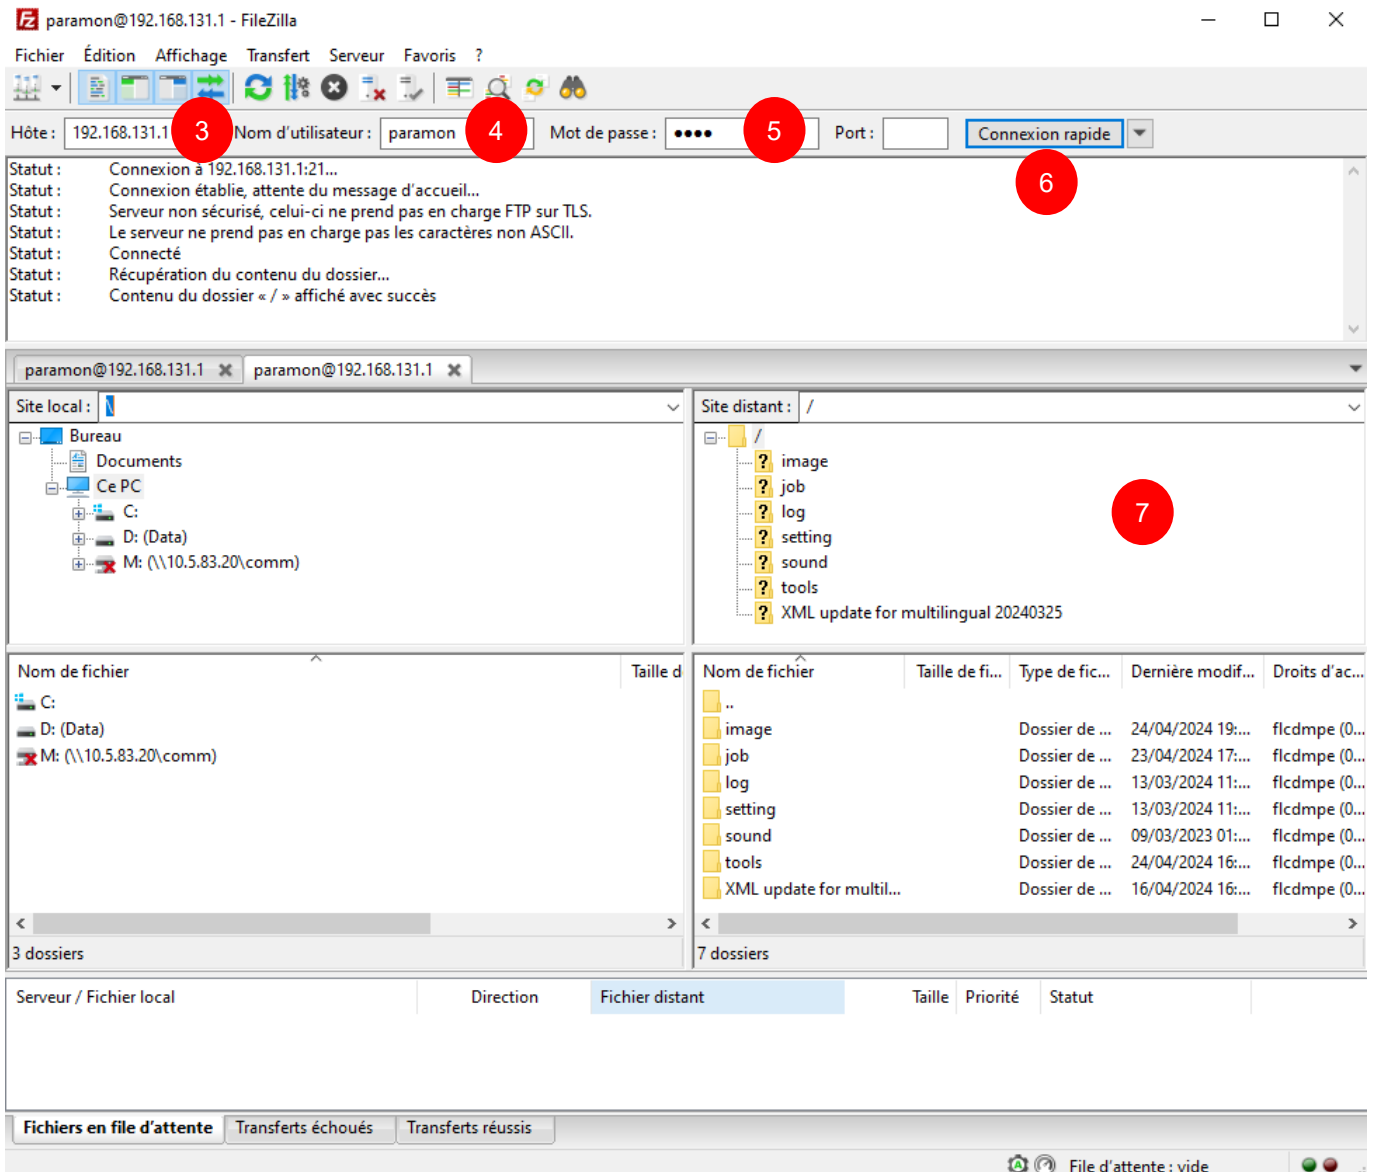 paramon@192.168.131.1 - FileZilla
Fichier Édition Affichage Transfert Serveur Favoris ?
Hôte : 192.168.131.1 3 Nom d'utilisateur : paramon 4 Mot de passe : ●●●● 5 Port : Connexion rapide
6
Statut : Connexion à 192.168.131.1:21...
Statut : Connexion établie, attente du message d'accueil...
Statut : Serveur non sécurisé, celui-ci ne prend pas en charge FTP sur TLS.
Statut : Le serveur ne prend pas en charge pas les caractères non ASCII.
Statut : Connecté
Statut : Récupération du contenu du dossier...
Statut : Contenu du dossier « / » affiché avec succès
paramon@192.168.131.1 paramon@192.168.131.1
Site local : \
Bureau
Documents
Ce PC
C:
D: (Data)
M: (\\10.5.83.20\comm)
Site distant : /
/
? image
? job
? log
? setting
? sound
? tools
? XML update for multilingual 20240325
7
Nom de fichier Taille d
C:
D: (Data)
M: (\\10.5.83.20\comm)
3 dossiers
Nom de fichier Taille de fi... Type de fic... Dernière modif... Droits d'ac...
..
image Dossier de ... 24/04/2024 19:... flcdmpe (0...
job Dossier de ... 23/04/2024 17:... flcdmpe (0...
log Dossier de ... 13/03/2024 11:... flcdmpe (0...
setting Dossier de ... 13/03/2024 11:... flcdmpe (0...
sound Dossier de ... 09/03/2023 01:... flcdmpe (0...
tools Dossier de ... 24/04/2024 16:... flcdmpe (0...
XML update for multil... Dossier de ... 16/04/2024 16:... flcdmpe (0...
7 dossiers
Serveur / Fichier local Direction Fichier distant Taille Priorité Statut
Fichiers en file d'attente Transferts échoués Transferts réussis
File d'attente : vide